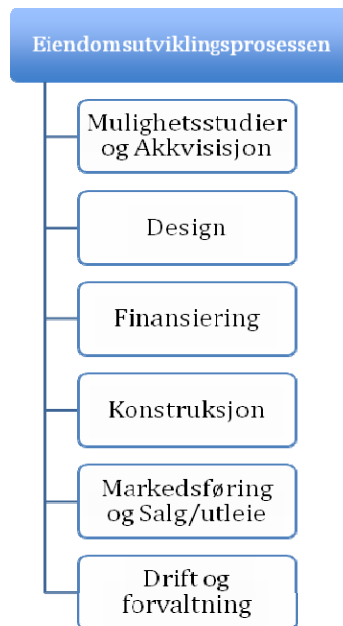 Eiendomsutviklingsprosessen
Mulighetsstudier
og Akkvisisjon
Design
Finansiering
Konstruksjon
Markedsføring
og Salg/utleie
Drift og
forvaltning